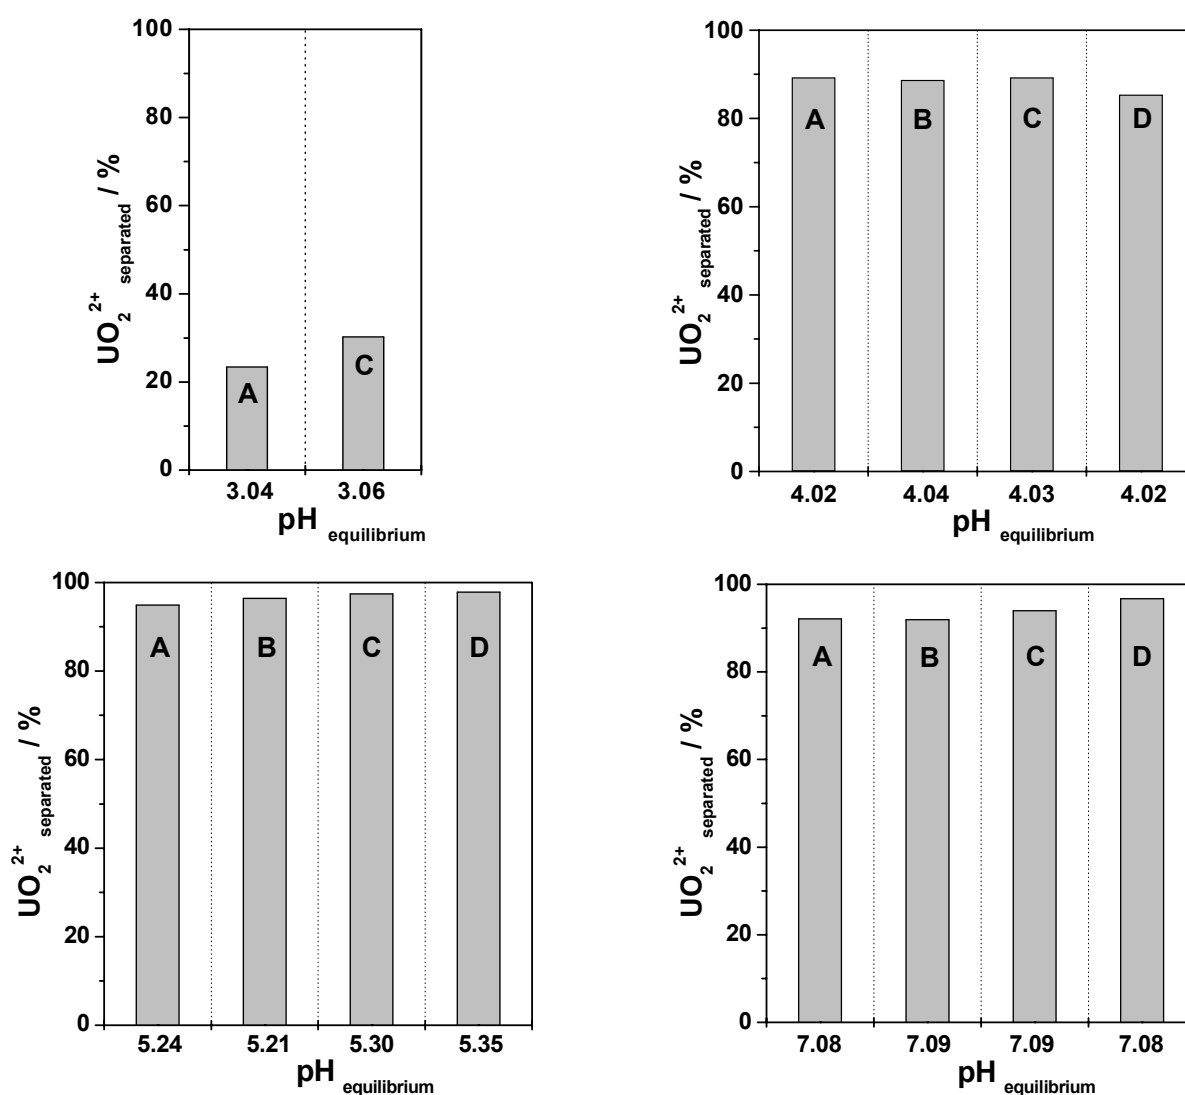 100
80
60
40
20
0
UO2^2+ separated / %
A
C
3.04 3.06
pH equilibrium
100
80
60
40
20
0
UO2^2+ separated / %
A B C D
4.02 4.04 4.03 4.02
pH equilibrium
100
80
60
40
20
0
UO2^2+ separated / %
A B C D
5.24 5.21 5.30 5.35
pH equilibrium
100
80
60
40
20
0
UO2^2+ separated / %
A B C D
7.08 7.09 7.09 7.08
pH equilibrium